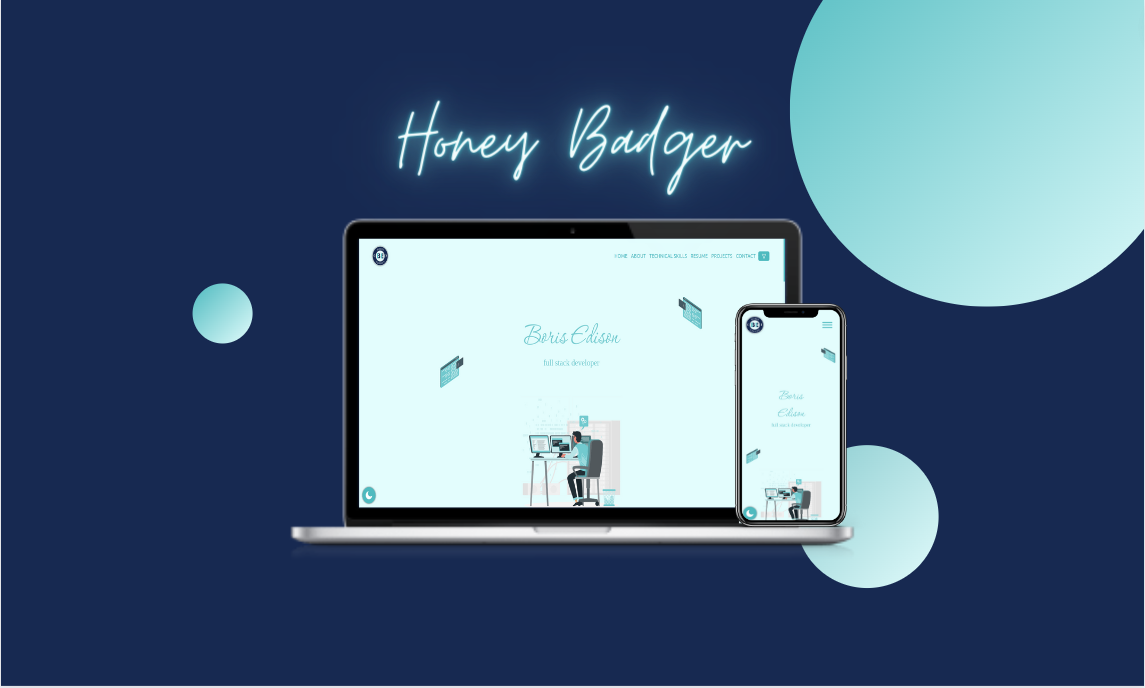 Honey Badger
HOME ABOUT TECHNICAL SKILLS RESUME PROJECTS CONTACT
Boris Edison
full stack developer
Boris
Edison
full stack developer